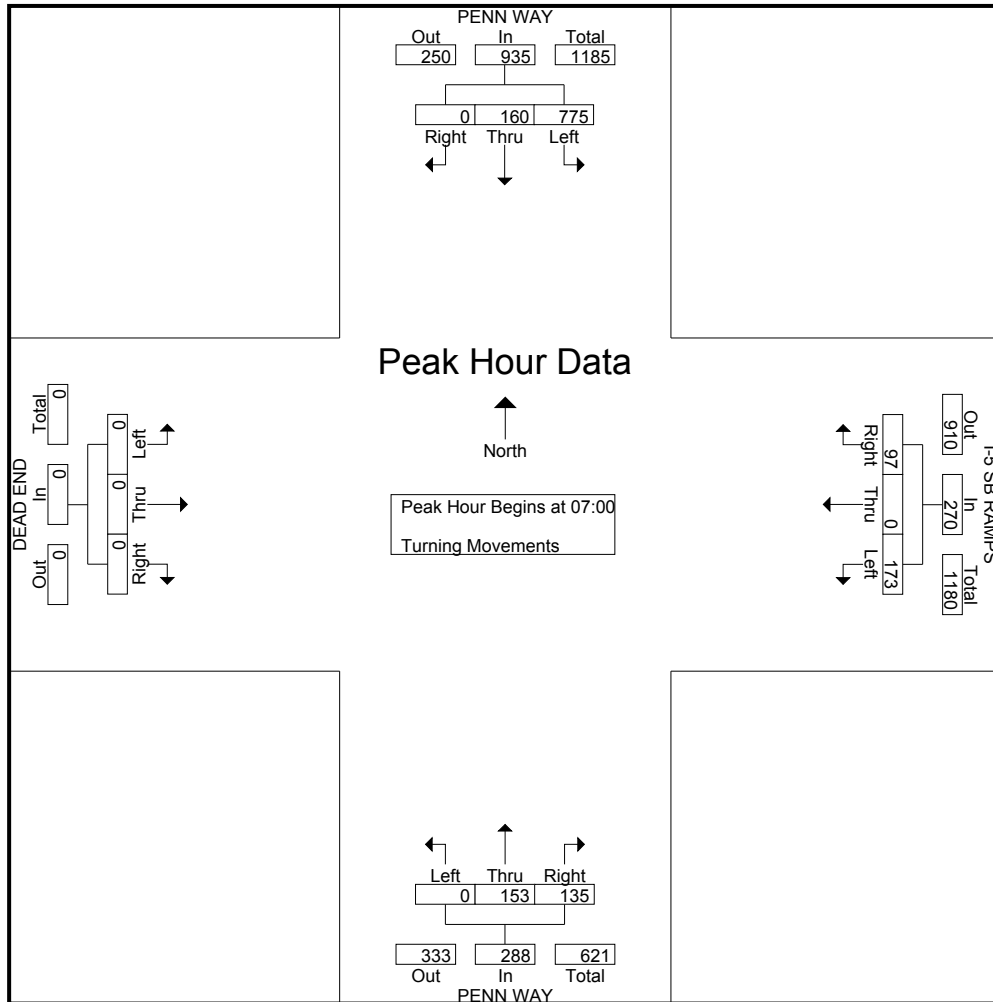 PENN WAY
Out In Total
250 935 1185
0 160 775
Right Thru Left
Peak Hour Data
North
Peak Hour Begins at 07:00
Turning Movements
DEAD END
Total In Out
0 0 0
0 0 0
Left Thru Right
I-5 SB RAMPS
Out In Total
910 270 1180
97 0 173
Right Thru Left
Left Thru Right
0 153 135
333 288 621
Out In Total
PENN WAY